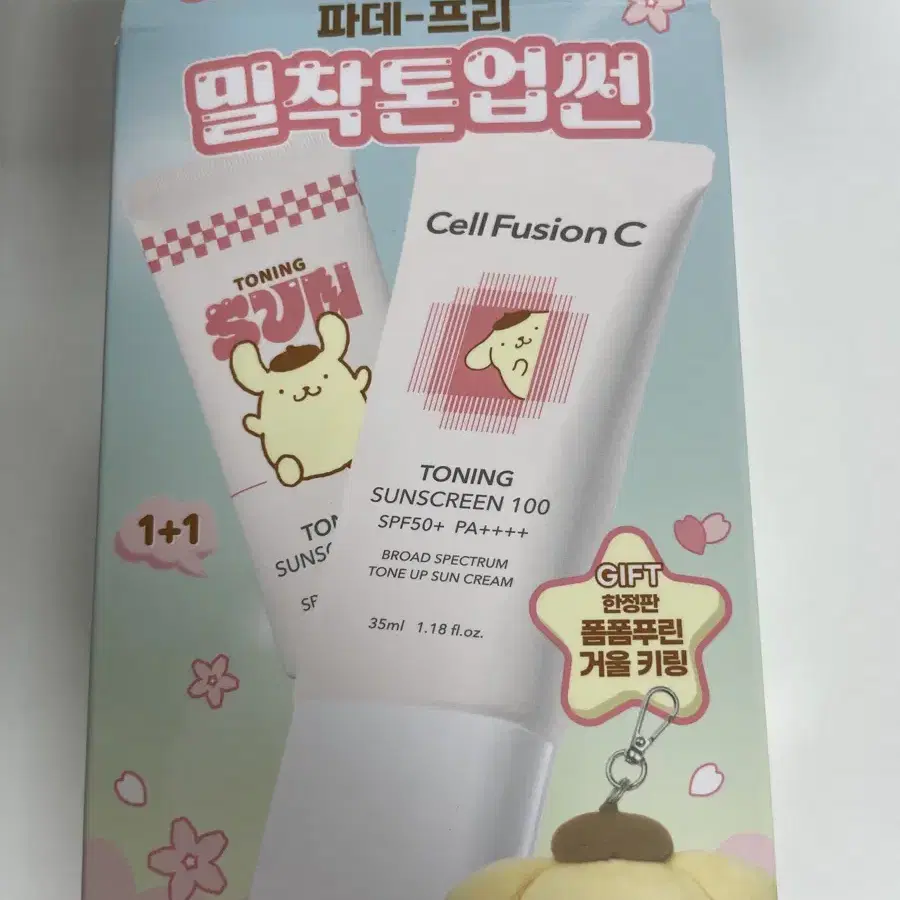 파데-프리
밀착톤업썬
TONING
SUN
Cell Fusion C
TONING
SUNSCREEN 100
SPF50+ PA++++
BROAD SPECTRUM
TONE UP SUN CREAM
35ml 1.18 fl.oz.
1+1
GIFT
한정판
폼폼푸린
거울 키링